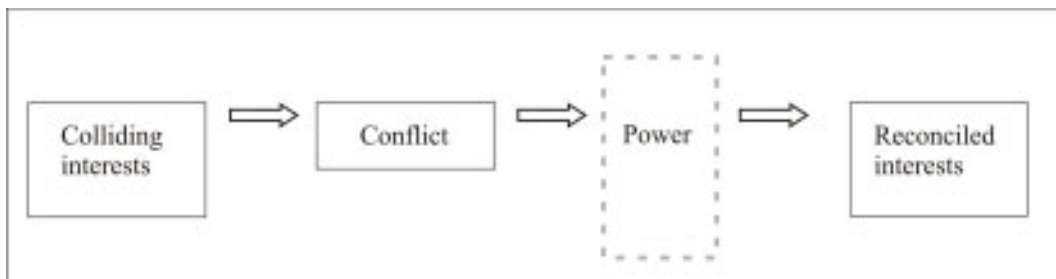 Colliding
interests
Conflict
Power
Reconciled
interests